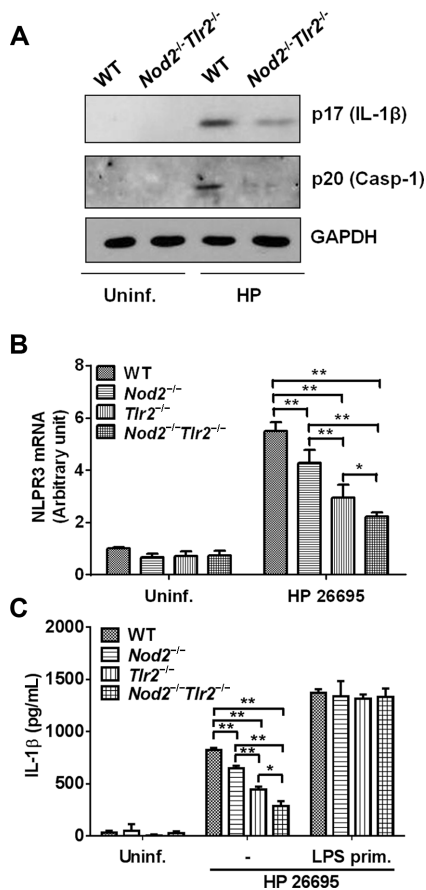 A
WT
Nod2-/-Tlr2-/-
WT
Nod2-/-Tlr2-/-
p17 (IL-1β)
p20 (Casp-1)
GAPDH
Uninf.
HP
B
NLPR3 mRNA
(Arbitrary unit)
8
6
4
2
0
WT
Nod2−/−
Tlr2−/−
Nod2−/−Tlr2−/−
**
**
**
**
**
*
Uninf.
HP 26695
C
IL-1β (pg/mL)
2000
1500
1000
500
0
WT
Nod2−/−
Tlr2−/−
Nod2−/−Tlr2−/−
**
**
**
**
**
*
Uninf.
-
LPS prim.
HP 26695